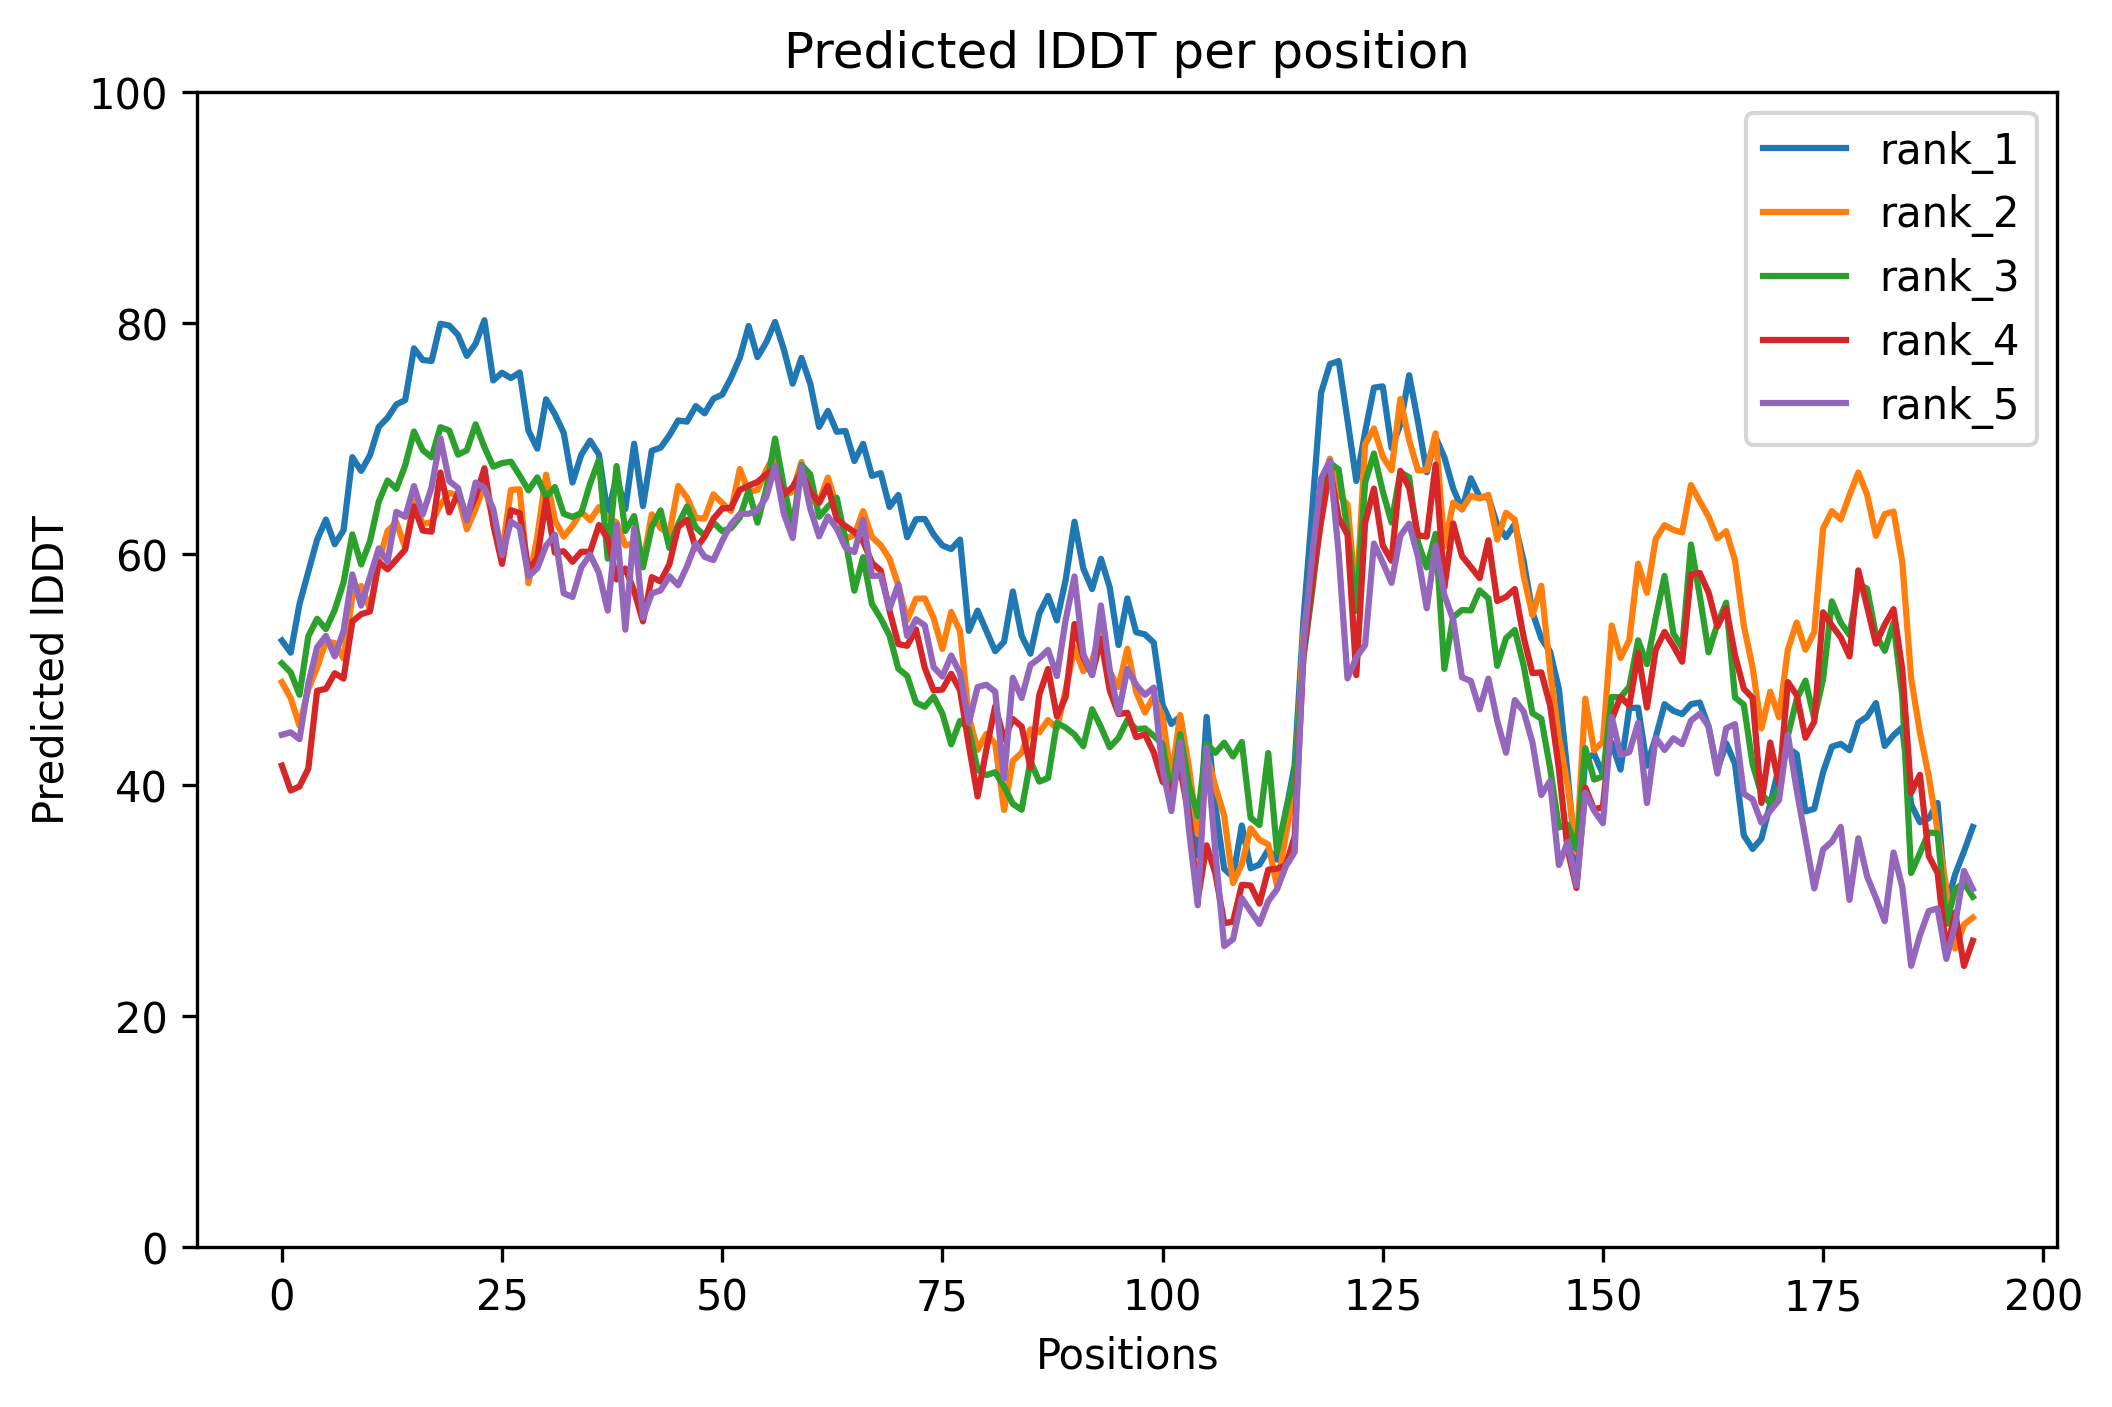 Predicted lDDT per position
100
80
60
40
20
0
Predicted lDDT
rank_1
rank_2
rank_3
rank_4
rank_5
0 25 50 75 100 125 150 175 200
Positions